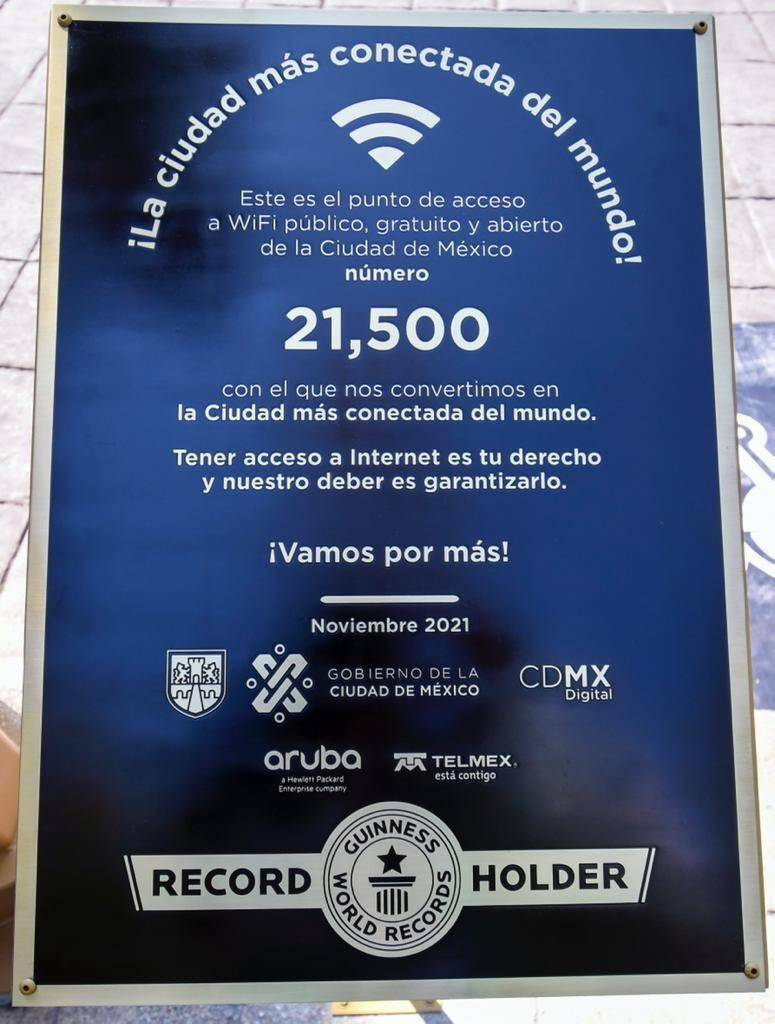 ¡La ciudad más conectada del mundo!
Este es el punto de acceso
a WiFi público, gratuito y abierto
de la Ciudad de México
número
21,500
con el que nos convertimos en
la Ciudad más conectada del mundo.
Tener acceso a Internet es tu derecho
y nuestro deber es garantizarlo.
¡Vamos por más!
Noviembre 2021
GOBIERNO DE LA
CIUDAD DE MÉXICO
CDMX
Digital
aruba
a Hewlett Packard
Enterprise company
TELMEX®
está contigo
GUINNESS
WORLD RECORDS
RECORD HOLDER